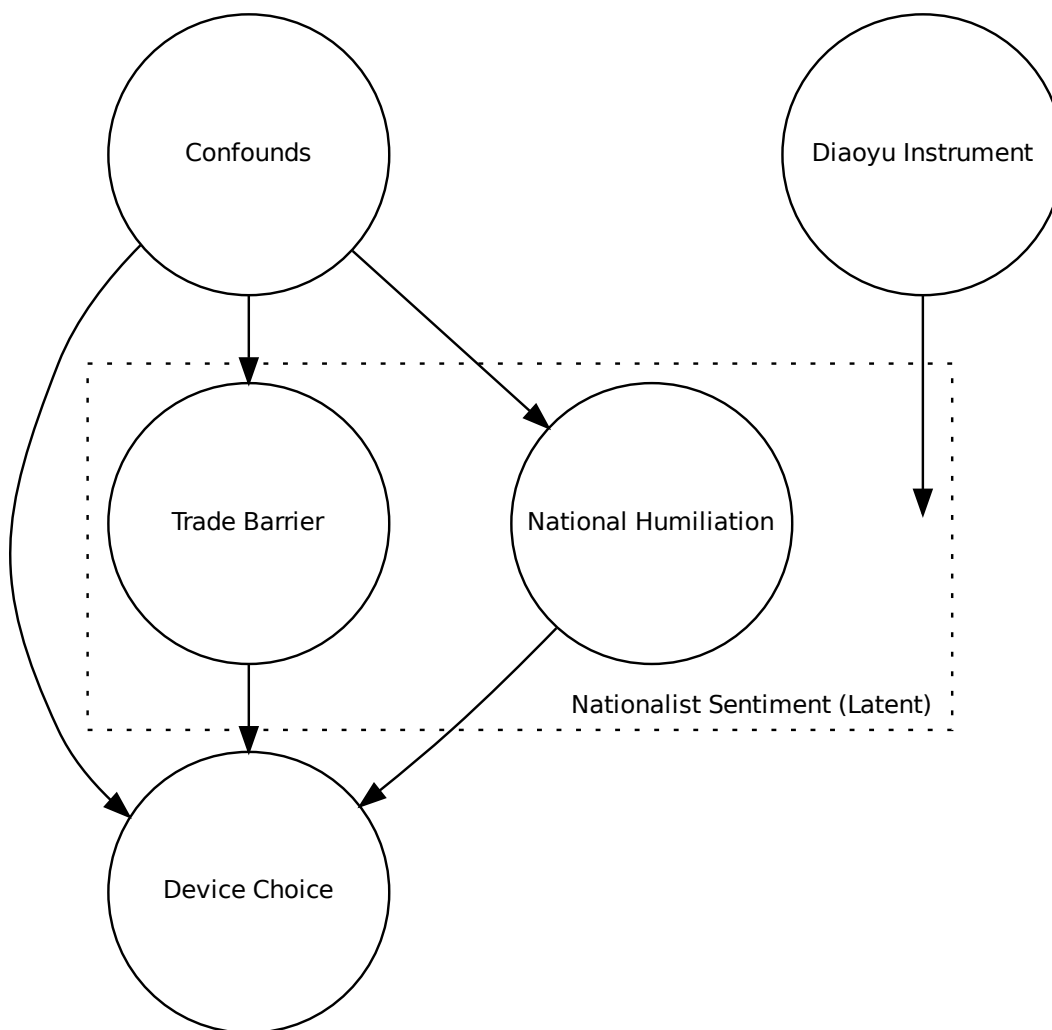 Confounds
Diaoyu Instrument
Trade Barrier
National Humiliation
Nationalist Sentiment (Latent)
Device Choice